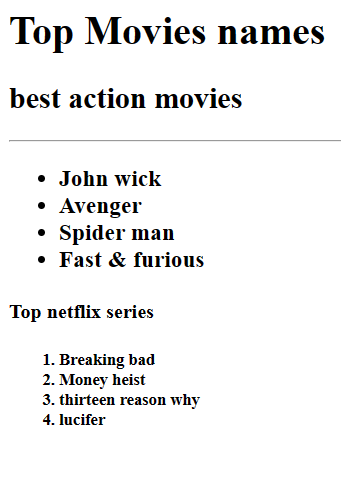 Top Movies names
best action movies
• John wick
• Avenger
• Spider man
• Fast & furious
Top netflix series
1. Breaking bad
2. Money heist
3. thirteen reason why
4. lucifer